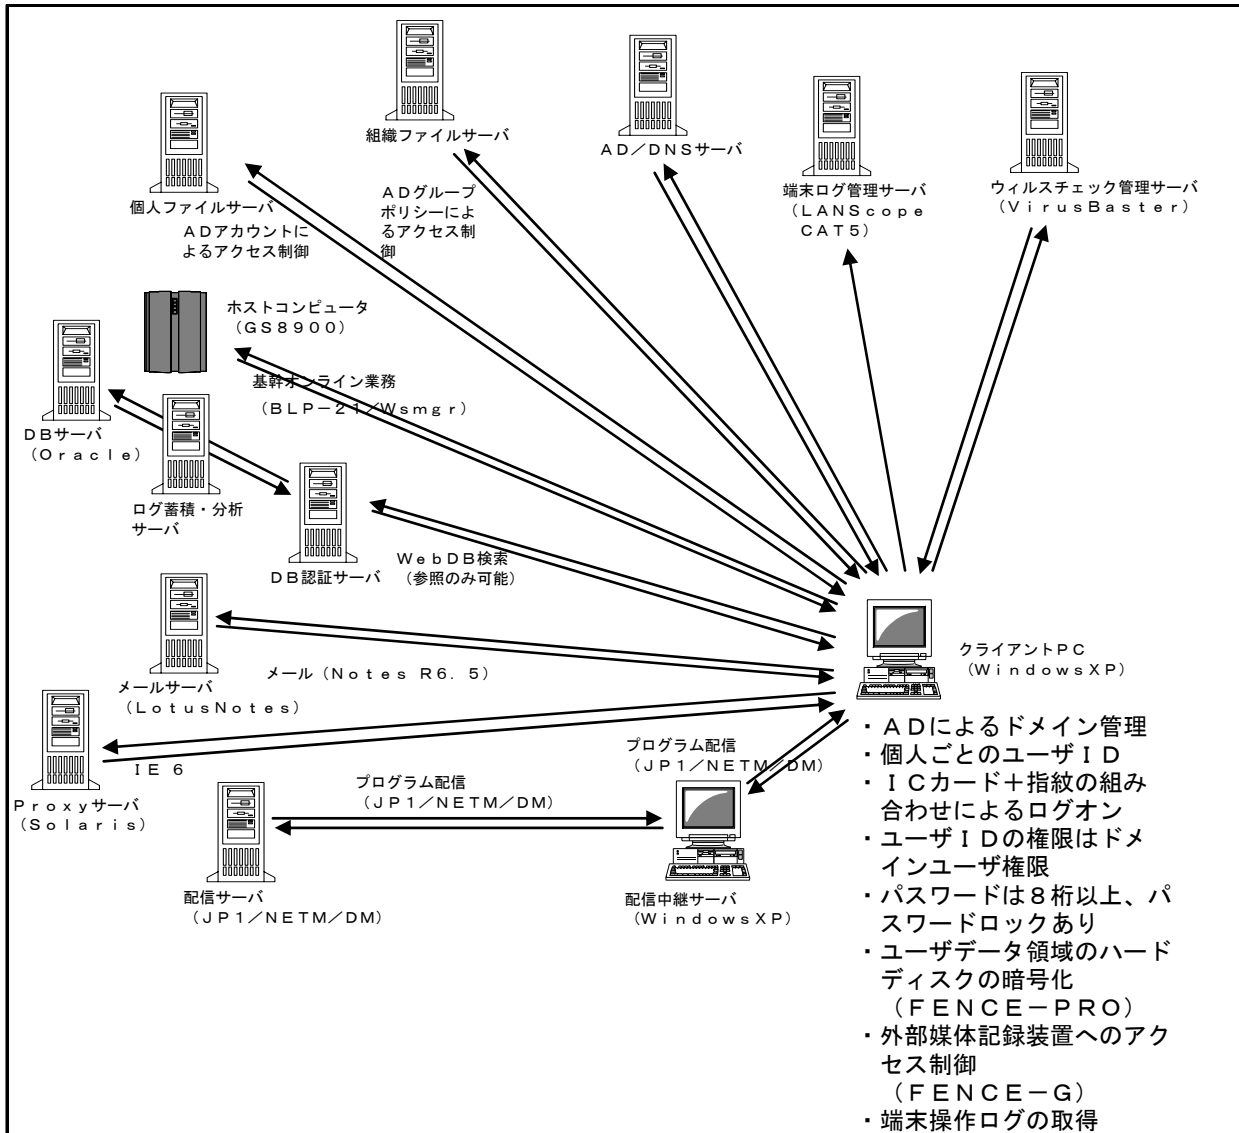 組織ファイルサーバ
ＡＤ／ＤＮＳサーバ
端末ログ管理サーバ
（ＬＡＮＳｃｏｐｅ
ＣＡＴ５）
ウィルスチェック管理サーバ
（ＶｉｒｕｓＢａｓｔｅｒ）
個人ファイルサーバ
ＡＤアカウントに
よるアクセス制御
ＡＤグループ
ポリシーによ
るアクセス制
御
ホストコンピュータ
（ＧＳ８９００）
基幹オンライン業務
（ＢＬＰ－２１／Ｗｓｍｇｒ）
ＤＢサーバ
（Ｏｒａｃｌｅ）
ログ蓄積・分析
サーバ
ＤＢ認証サーバ
ＷｅｂＤＢ検索
（参照のみ可能）
メールサーバ
（ＬｏｔｕｓＮｏｔｅｓ）
メール（Ｎｏｔｅｓ Ｒ６．５）
クライアントＰＣ
（ＷｉｎｄｏｗｓＸＰ）
Ｐｒｏｘｙサーバ
（Ｓｏｌａｒｉｓ）
ＩＥ ６
プログラム配信
（ＪＰ１／ＮＥＴＭ／ＤＭ）
プログラム配信
（ＪＰ１／ＮＥＴＭ／ＤＭ）
配信サーバ
（ＪＰ１／ＮＥＴＭ／ＤＭ）
配信中継サーバ
（ＷｉｎｄｏｗｓＸＰ）
・ＡＤによるドメイン管理
・個人ごとのユーザＩＤ
・ＩＣカード＋指紋の組み
合わせによるログオン
・ユーザＩＤの権限はドメ
インユーザ権限
・パスワードは８桁以上、パ
スワードロックあり
・ユーザデータ領域のハード
ディスクの暗号化
（ＦＥＮＣＥ－ＰＲＯ）
・外部媒体記録装置へのアク
セス制御
（ＦＥＮＣＥ－Ｇ）
・端末操作ログの取得